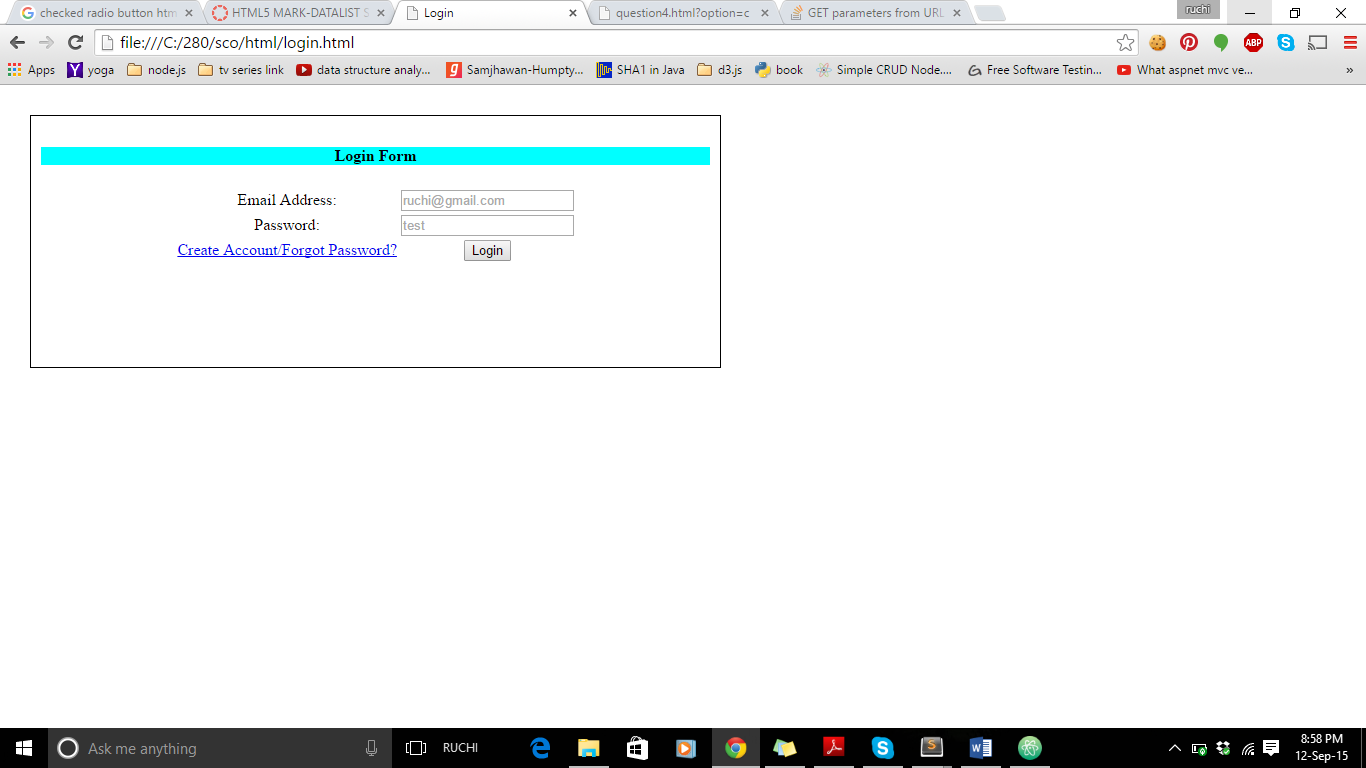 checked radio button htm
HTML5 MARK-DATALIST S
Login
question4.html?option=c
GET parameters from URL
ruchi
file:///C:/280/sco/html/login.html
ABP
Apps
yoga
node.js
tv series link
data structure analy...
Samjhawan-Humpty...
SHA1 in Java
d3.js
book
Simple CRUD Node....
Free Software Testin...
What aspnet mvc ve...
»
Login Form
Email Address:
ruchi@gmail.com
Password:
test
Create Account/Forgot Password?
Login
Ask me anything
RUCHI
8:58 PM
12-Sep-15